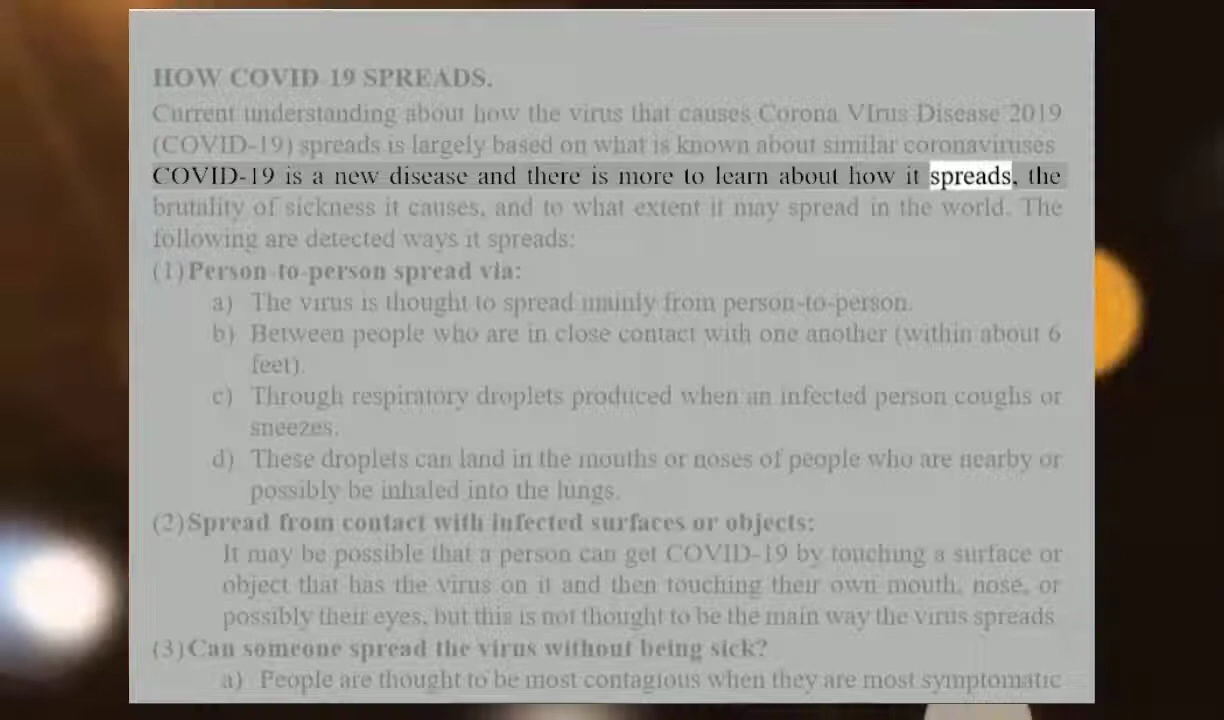 HOW COVID-19 SPREADS.
Current understanding about how the virus that causes Corona VIrus Disease 2019
(COVID-19) spreads is largely based on what is known about similar coronaviruses
COVID-19 is a new disease and there is more to learn about how it spreads, the
brutality of sickness it causes, and to what extent it may spread in the world. The
following are detected ways it spreads:
(1) Person-to-person spread via:
a) The virus is thought to spread mainly from person-to-person.
b) Between people who are in close contact with one another (within about 6
feet).
c) Through respiratory droplets produced when an infected person coughs or
sneezes.
d) These droplets can land in the mouths or noses of people who are nearby or
possibly be inhaled into the lungs.
(2) Spread from contact with infected surfaces or objects:
It may be possible that a person can get COVID-19 by touching a surface or
object that has the virus on it and then touching their own mouth, nose, or
possibly their eyes, but this is not thought to be the main way the virus spreads
(3) Can someone spread the virus without being sick?
a) People are thought to be most contagious when they are most symptomatic